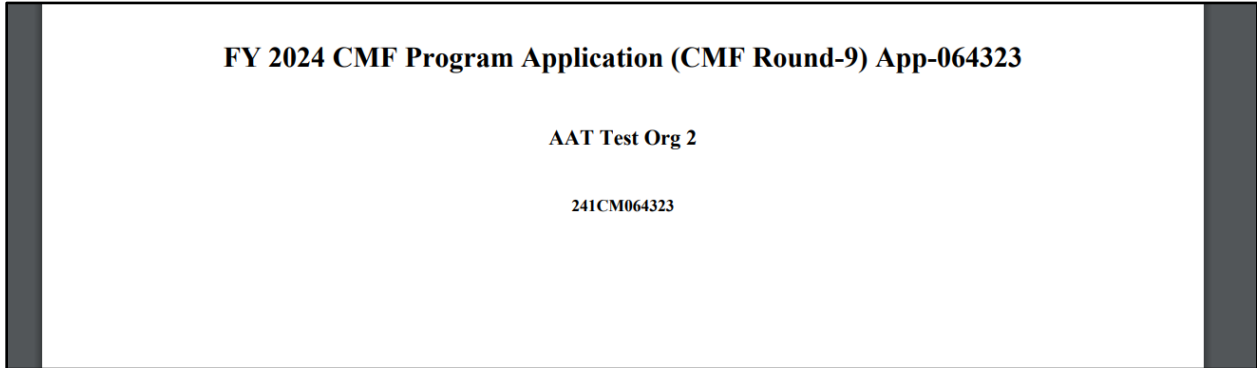 FY 2024 CMF Program Application (CMF Round-9) App-064323
AAT Test Org 2
241CM064323